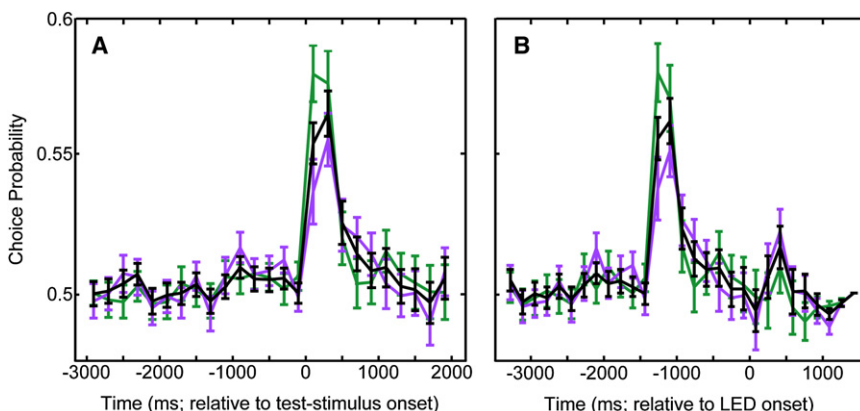 A
B
Choice Probability
0.6
0.55
0.5
-3000 -2000 -1000 0 1000 2000
-3000 -2000 -1000 0 1000
Time (ms; relative to test-stimulus onset)
Time (ms; relative to LED onset)